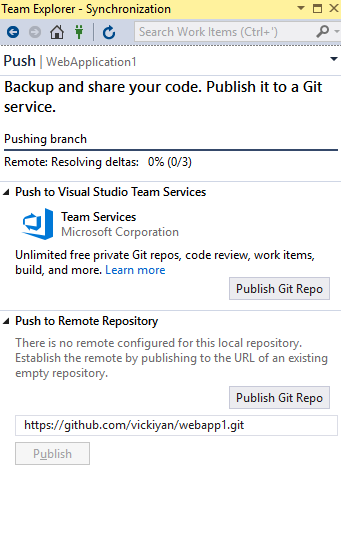 Team Explorer - Synchronization
Search Work Items (Ctrl+')
Push | WebApplication1
Backup and share your code. Publish it to a Git
service.
Pushing branch
Remote: Resolving deltas: 0% (0/3)
Push to Visual Studio Team Services
Team Services
Microsoft Corporation
Unlimited free private Git repos, code review, work items,
build, and more. Learn more
Publish Git Repo
Push to Remote Repository
There is no remote configured for this local repository.
Establish the remote by publishing to the URL of an existing
empty repository.
Publish Git Repo
https://github.com/vickiyan/webapp1.git
Publish